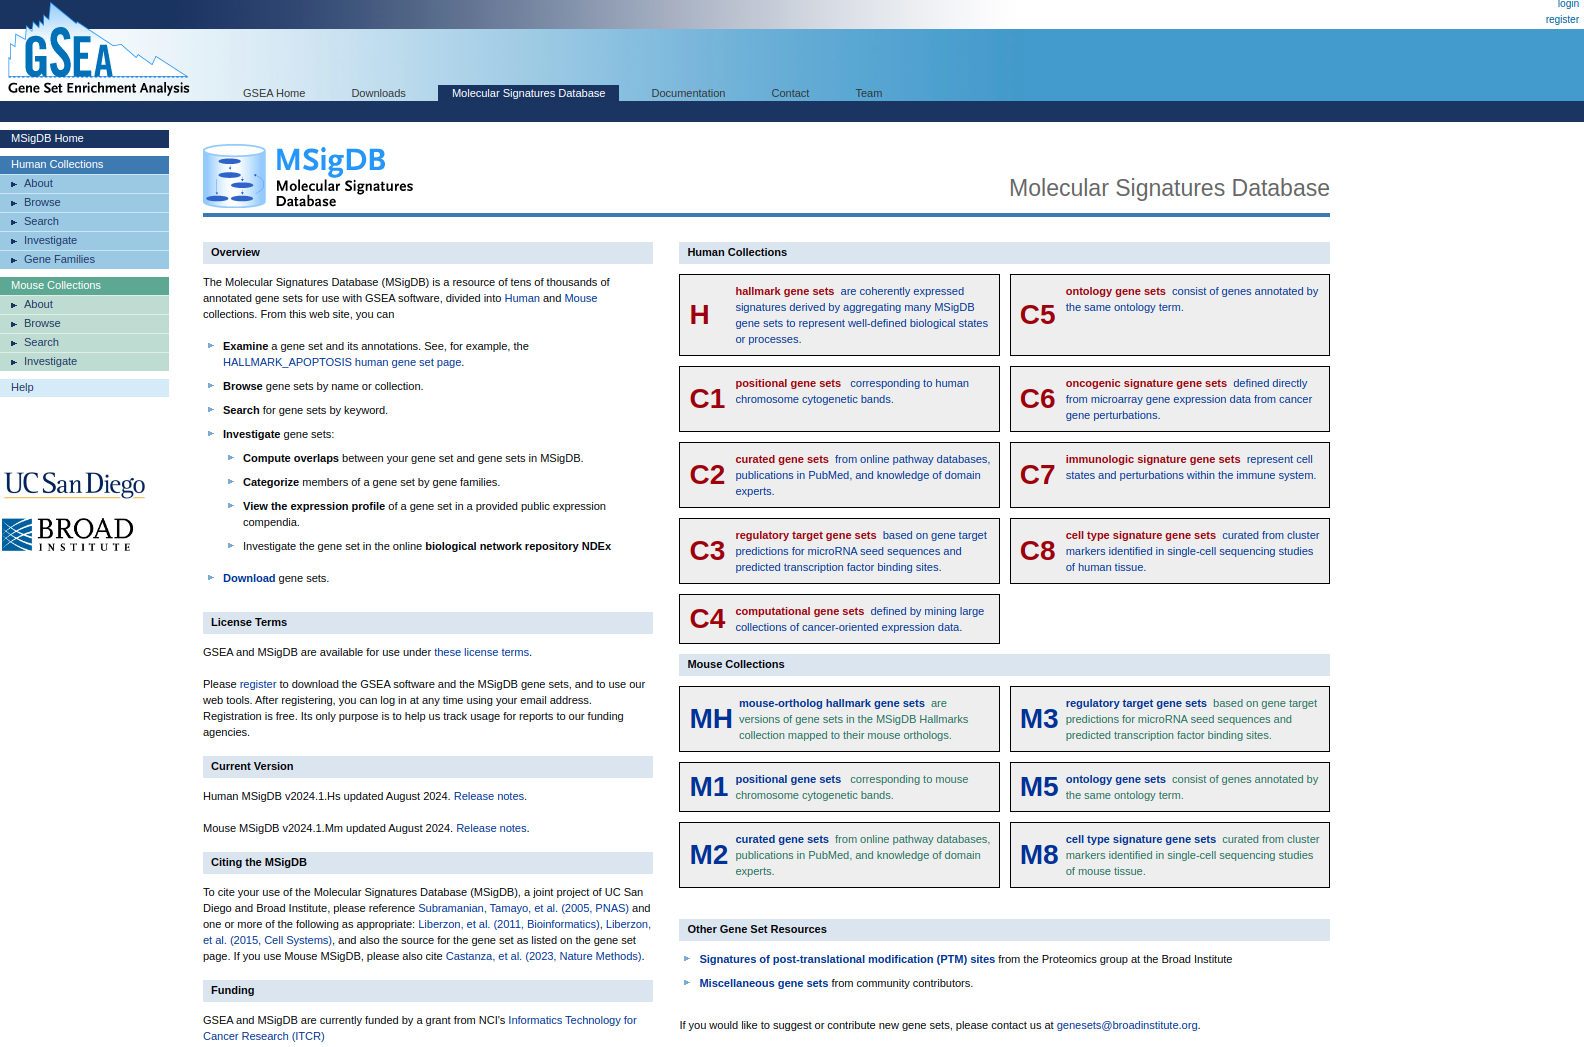 login
register
GSEA
Gene Set Enrichment Analysis
GSEA Home
Downloads
Molecular Signatures Database
Documentation
Contact
Team
MSigDB Home
Human Collections
About
Browse
Search
Investigate
Gene Families
Mouse Collections
About
Browse
Search
Investigate
Help
UC San Diego
BROAD
INSTITUTE
MSigDB
Molecular Signatures
Database
Molecular Signatures Database
Overview
The Molecular Signatures Database (MSigDB) is a resource of tens of thousands of
annotated gene sets for use with GSEA software, divided into Human and Mouse
collections. From this web site, you can
Examine a gene set and its annotations. See, for example, the
HALLMARK_APOPTOSIS human gene set page.
Browse gene sets by name or collection.
Search for gene sets by keyword.
Investigate gene sets:
Compute overlaps between your gene set and gene sets in MSigDB.
Categorize members of a gene set by gene families.
View the expression profile of a gene set in a provided public expression
compendia.
Investigate the gene set in the online biological network repository NDEx
Download gene sets.
License Terms
GSEA and MSigDB are available for use under these license terms.
Please register to download the GSEA software and the MSigDB gene sets, and to use our
web tools. After registering, you can log in at any time using your email address.
Registration is free. Its only purpose is to help us track usage for reports to our funding
agencies.
Current Version
Human MSigDB v2024.1.Hs updated August 2024. Release notes.
Mouse MSigDB v2024.1.Mm updated August 2024. Release notes.
Citing the MSigDB
To cite your use of the Molecular Signatures Database (MSigDB), a joint project of UC San
Diego and Broad Institute, please reference Subramanian, Tamayo, et al. (2005, PNAS) and
one or more of the following as appropriate: Liberzon, et al. (2011, Bioinformatics), Liberzon,
et al. (2015, Cell Systems), and also the source for the gene set as listed on the gene set
page. If you use Mouse MSigDB, please also cite Castanza, et al. (2023, Nature Methods).
Funding
GSEA and MSigDB are currently funded by a grant from NCI's Informatics Technology for
Cancer Research (ITCR)
Human Collections
H
hallmark gene sets are coherently expressed
signatures derived by aggregating many MSigDB
gene sets to represent well-defined biological states
or processes.
C5
ontology gene sets consist of genes annotated by
the same ontology term.
C1
positional gene sets corresponding to human
chromosome cytogenetic bands.
C6
oncogenic signature gene sets defined directly
from microarray gene expression data from cancer
gene perturbations.
C2
curated gene sets from online pathway databases,
publications in PubMed, and knowledge of domain
experts.
C7
immunologic signature gene sets represent cell
states and perturbations within the immune system.
C3
regulatory target gene sets based on gene target
predictions for microRNA seed sequences and
predicted transcription factor binding sites.
C8
cell type signature gene sets curated from cluster
markers identified in single-cell sequencing studies
of human tissue.
C4
computational gene sets defined by mining large
collections of cancer-oriented expression data.
Mouse Collections
MH
mouse-ortholog hallmark gene sets are
versions of gene sets in the MSigDB Hallmarks
collection mapped to their mouse orthologs.
M3
regulatory target gene sets based on gene target
predictions for microRNA seed sequences and
predicted transcription factor binding sites.
M1
positional gene sets corresponding to mouse
chromosome cytogenetic bands.
M5
ontology gene sets consist of genes annotated by
the same ontology term.
M2
curated gene sets from online pathway databases,
publications in PubMed, and knowledge of domain
experts.
M8
cell type signature gene sets curated from cluster
markers identified in single-cell sequencing studies
of mouse tissue.
Other Gene Set Resources
Signatures of post-translational modification (PTM) sites from the Proteomics group at the Broad Institute
Miscellaneous gene sets from community contributors.
If you would like to suggest or contribute new gene sets, please contact us at genesets@broadinstitute.org.